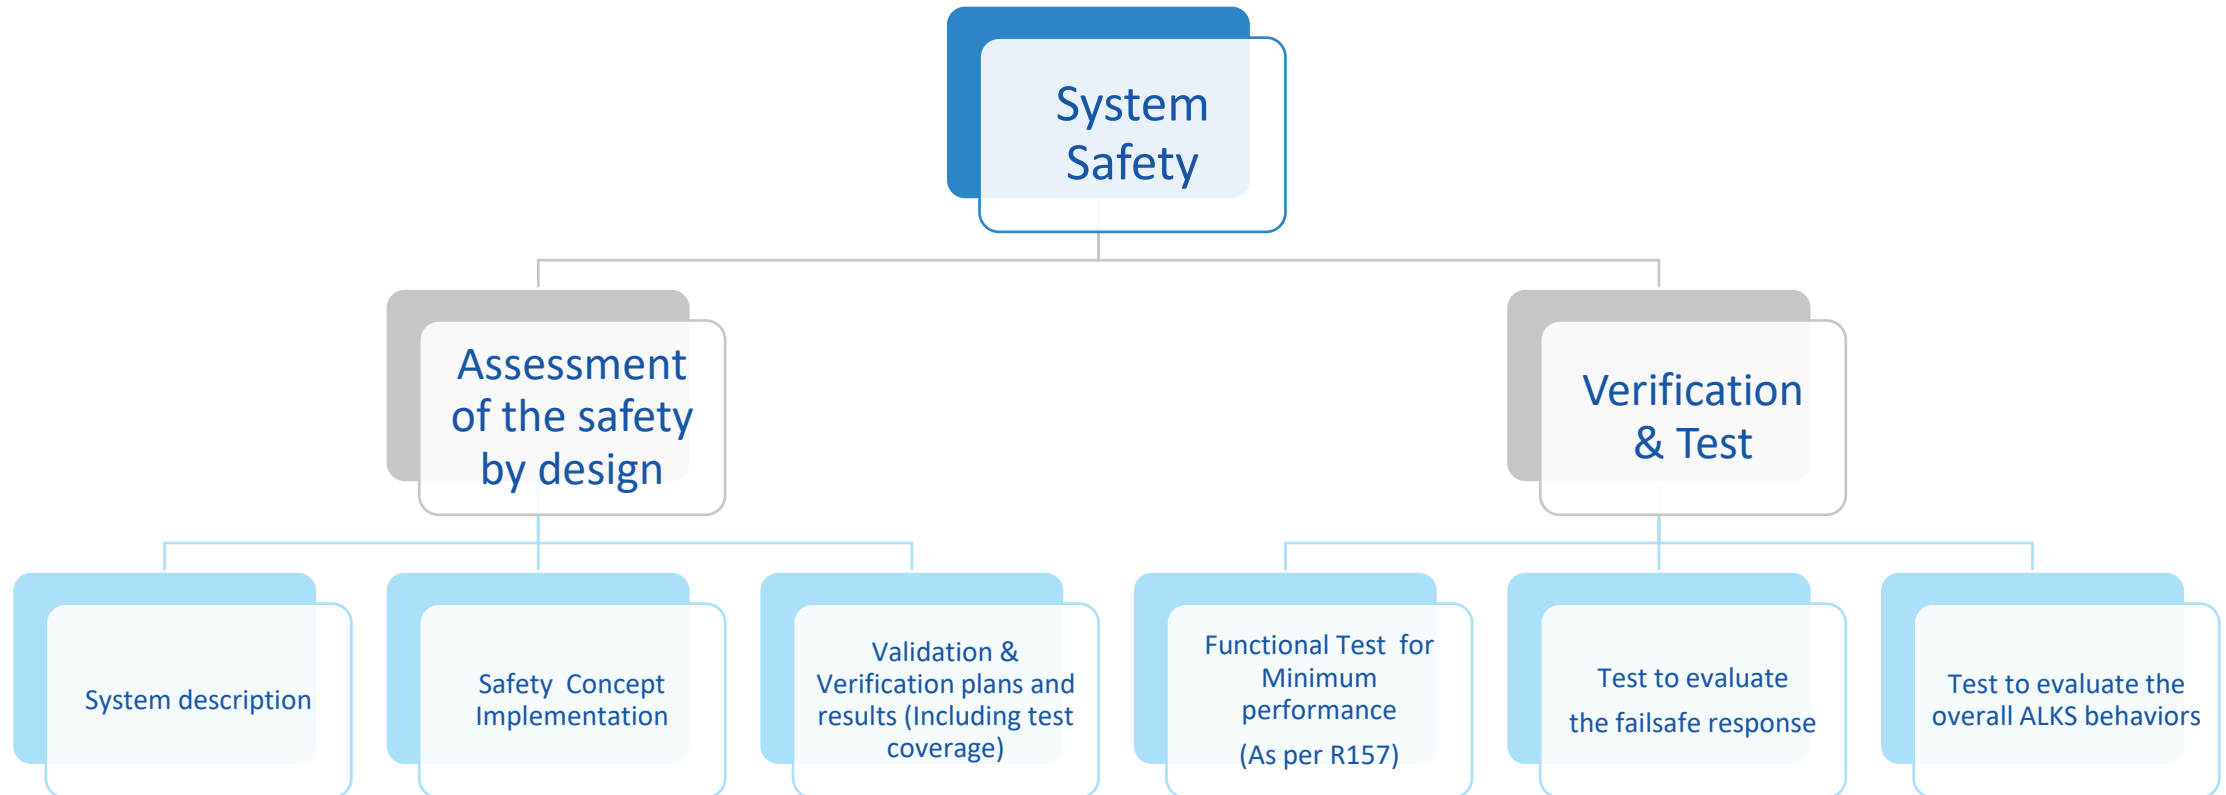 System
Safety
Assessment
of the safety
by design
Verification
& Test
System description
Safety Concept
Implementation
Validation &
Verification plans and
results (Including test
coverage)
Functional Test for
Minimum
performance
(As per R157)
Test to evaluate
the failsafe response
Test to evaluate the
overall ALKS behaviors